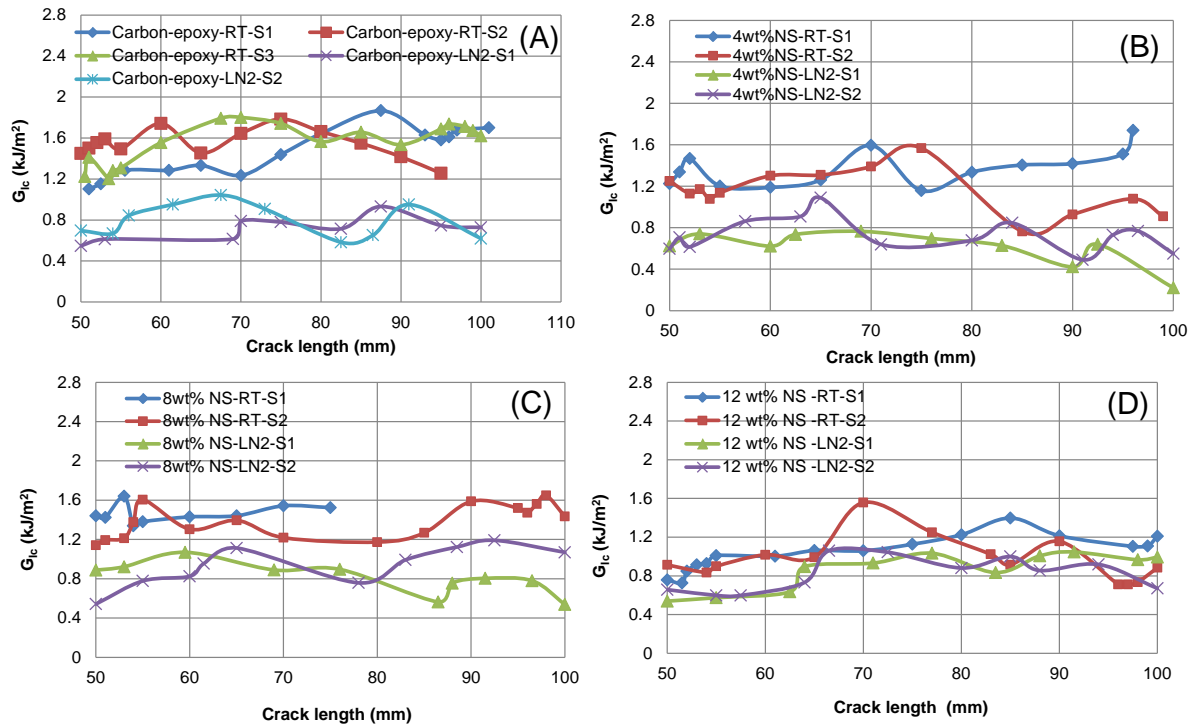 2.8
2.4
2
1.6
1.2
0.8
0.4
0
50 60 70 80 90 100 110
G_Ic (kJ/m²)
Crack length (mm)
Carbon-epoxy-RT-S1 Carbon-epoxy-RT-S2
Carbon-epoxy-RT-S3 Carbon-epoxy-LN2-S1
Carbon-epoxy-LN2-S2
(A)
2.8
2.4
2
1.6
1.2
0.8
0.4
0
50 60 70 80 90 100
G_Ic (kJ/m²)
Crack length (mm)
4wt%NS-RT-S1
4wt%NS-RT-S2
4wt%NS-LN2-S1
4wt%NS-LN2-S2
(B)
2.8
2.4
2
1.6
1.2
0.8
0.4
0
50 60 70 80 90 100
G_Ic (kJ/m²)
Crack length (mm)
8wt% NS-RT-S1
8wt% NS-RT-S2
8wt% NS-LN2-S1
8wt% NS-LN2-S2
(C)
2.8
2.4
2
1.6
1.2
0.8
0.4
0
50 60 70 80 90 100
G_Ic (kJ/m²)
Crack length (mm)
12 wt% NS -RT-S1
12 wt% NS -RT-S2
12 wt% NS -LN2-S1
12 wt% NS -LN2-S2
(D)